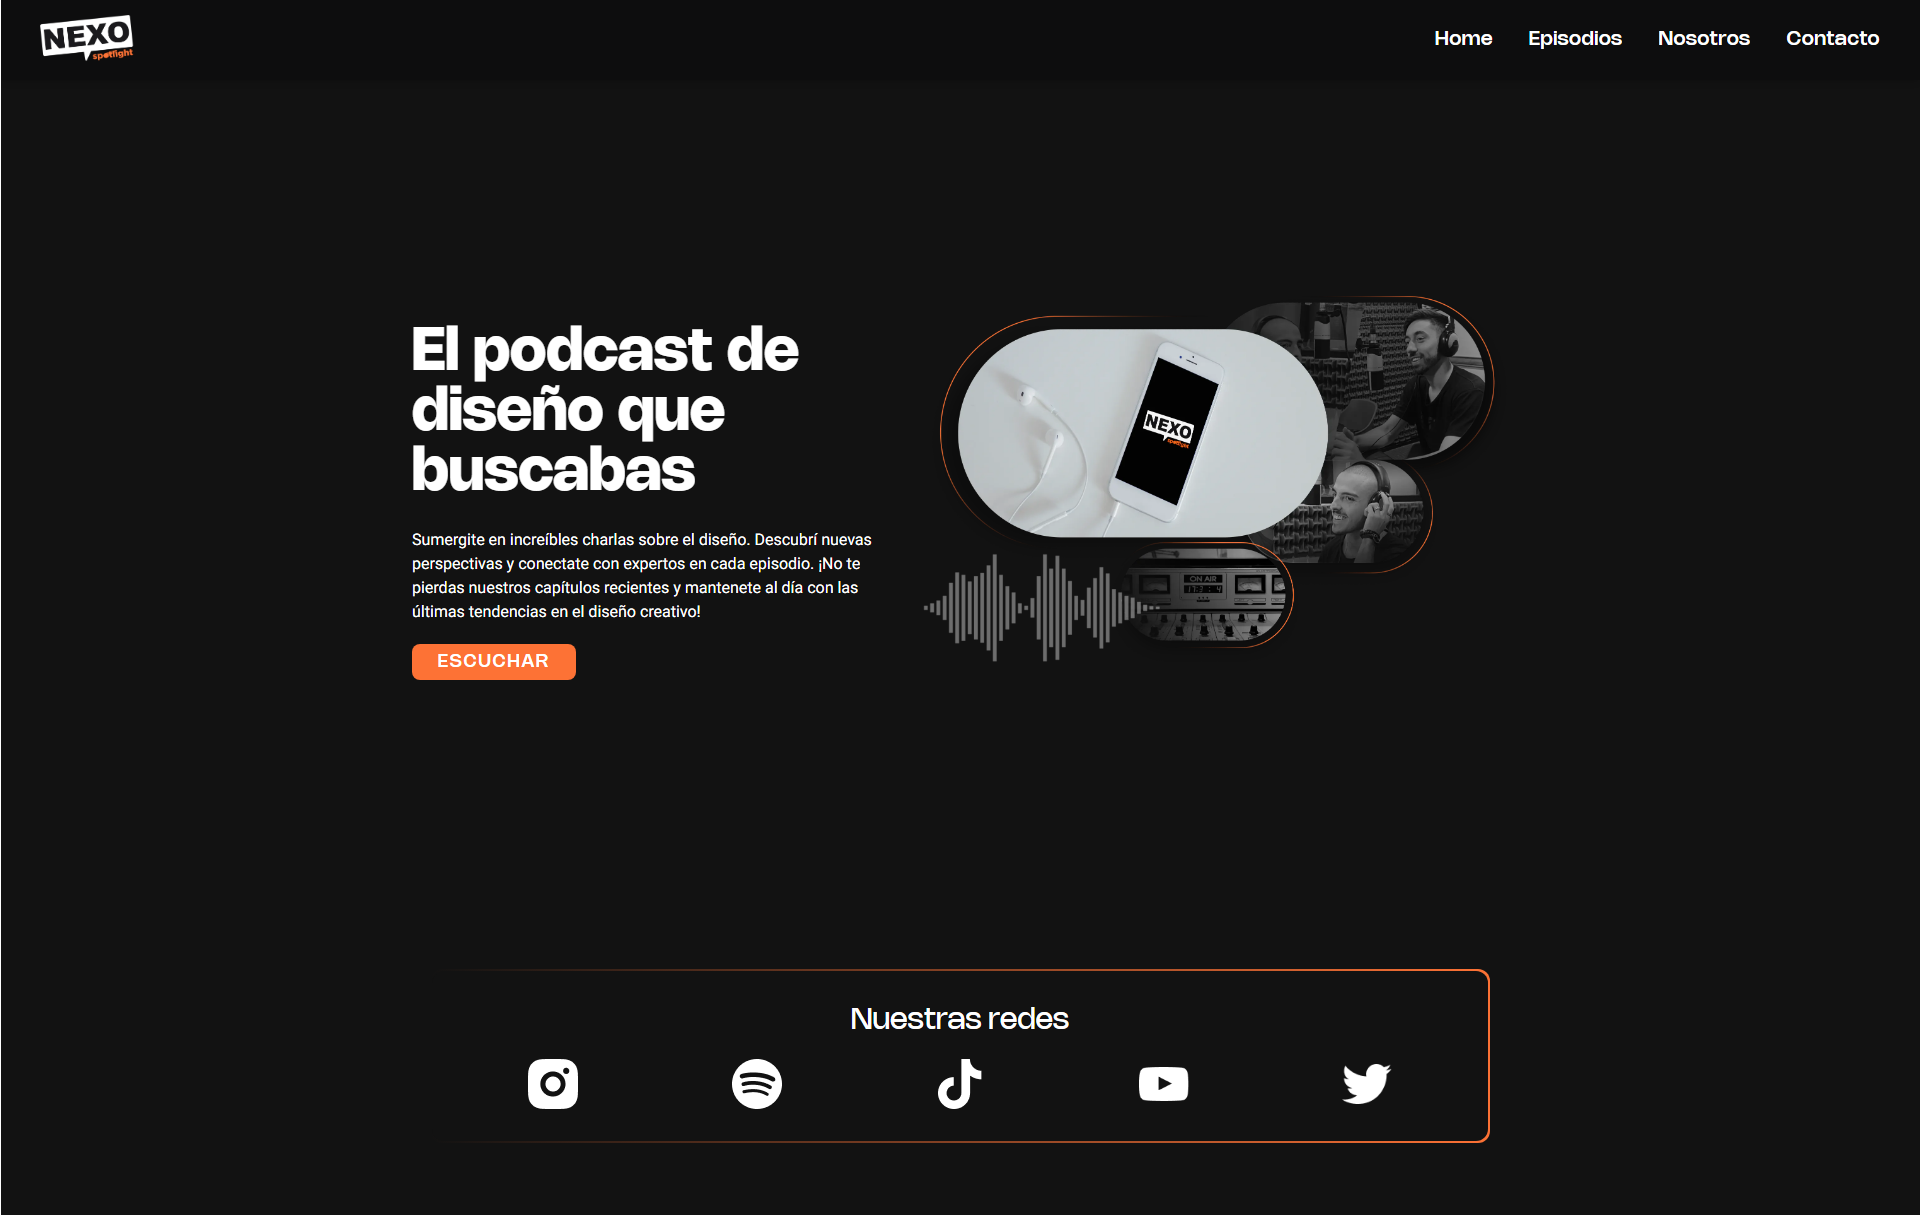 NEXO
spotlight
Home Episodios Nosotros Contacto
El podcast de
diseño que
buscabas
Sumergite en increíbles charlas sobre el diseño. Descubrí nuevas
perspectivas y conectate con expertos en cada episodio. ¡No te
pierdas nuestros capítulos recientes y mantenete al día con las
últimas tendencias en el diseño creativo!
ESCUCHAR
NEXO
spotlight
ON AIR
Nuestras redes